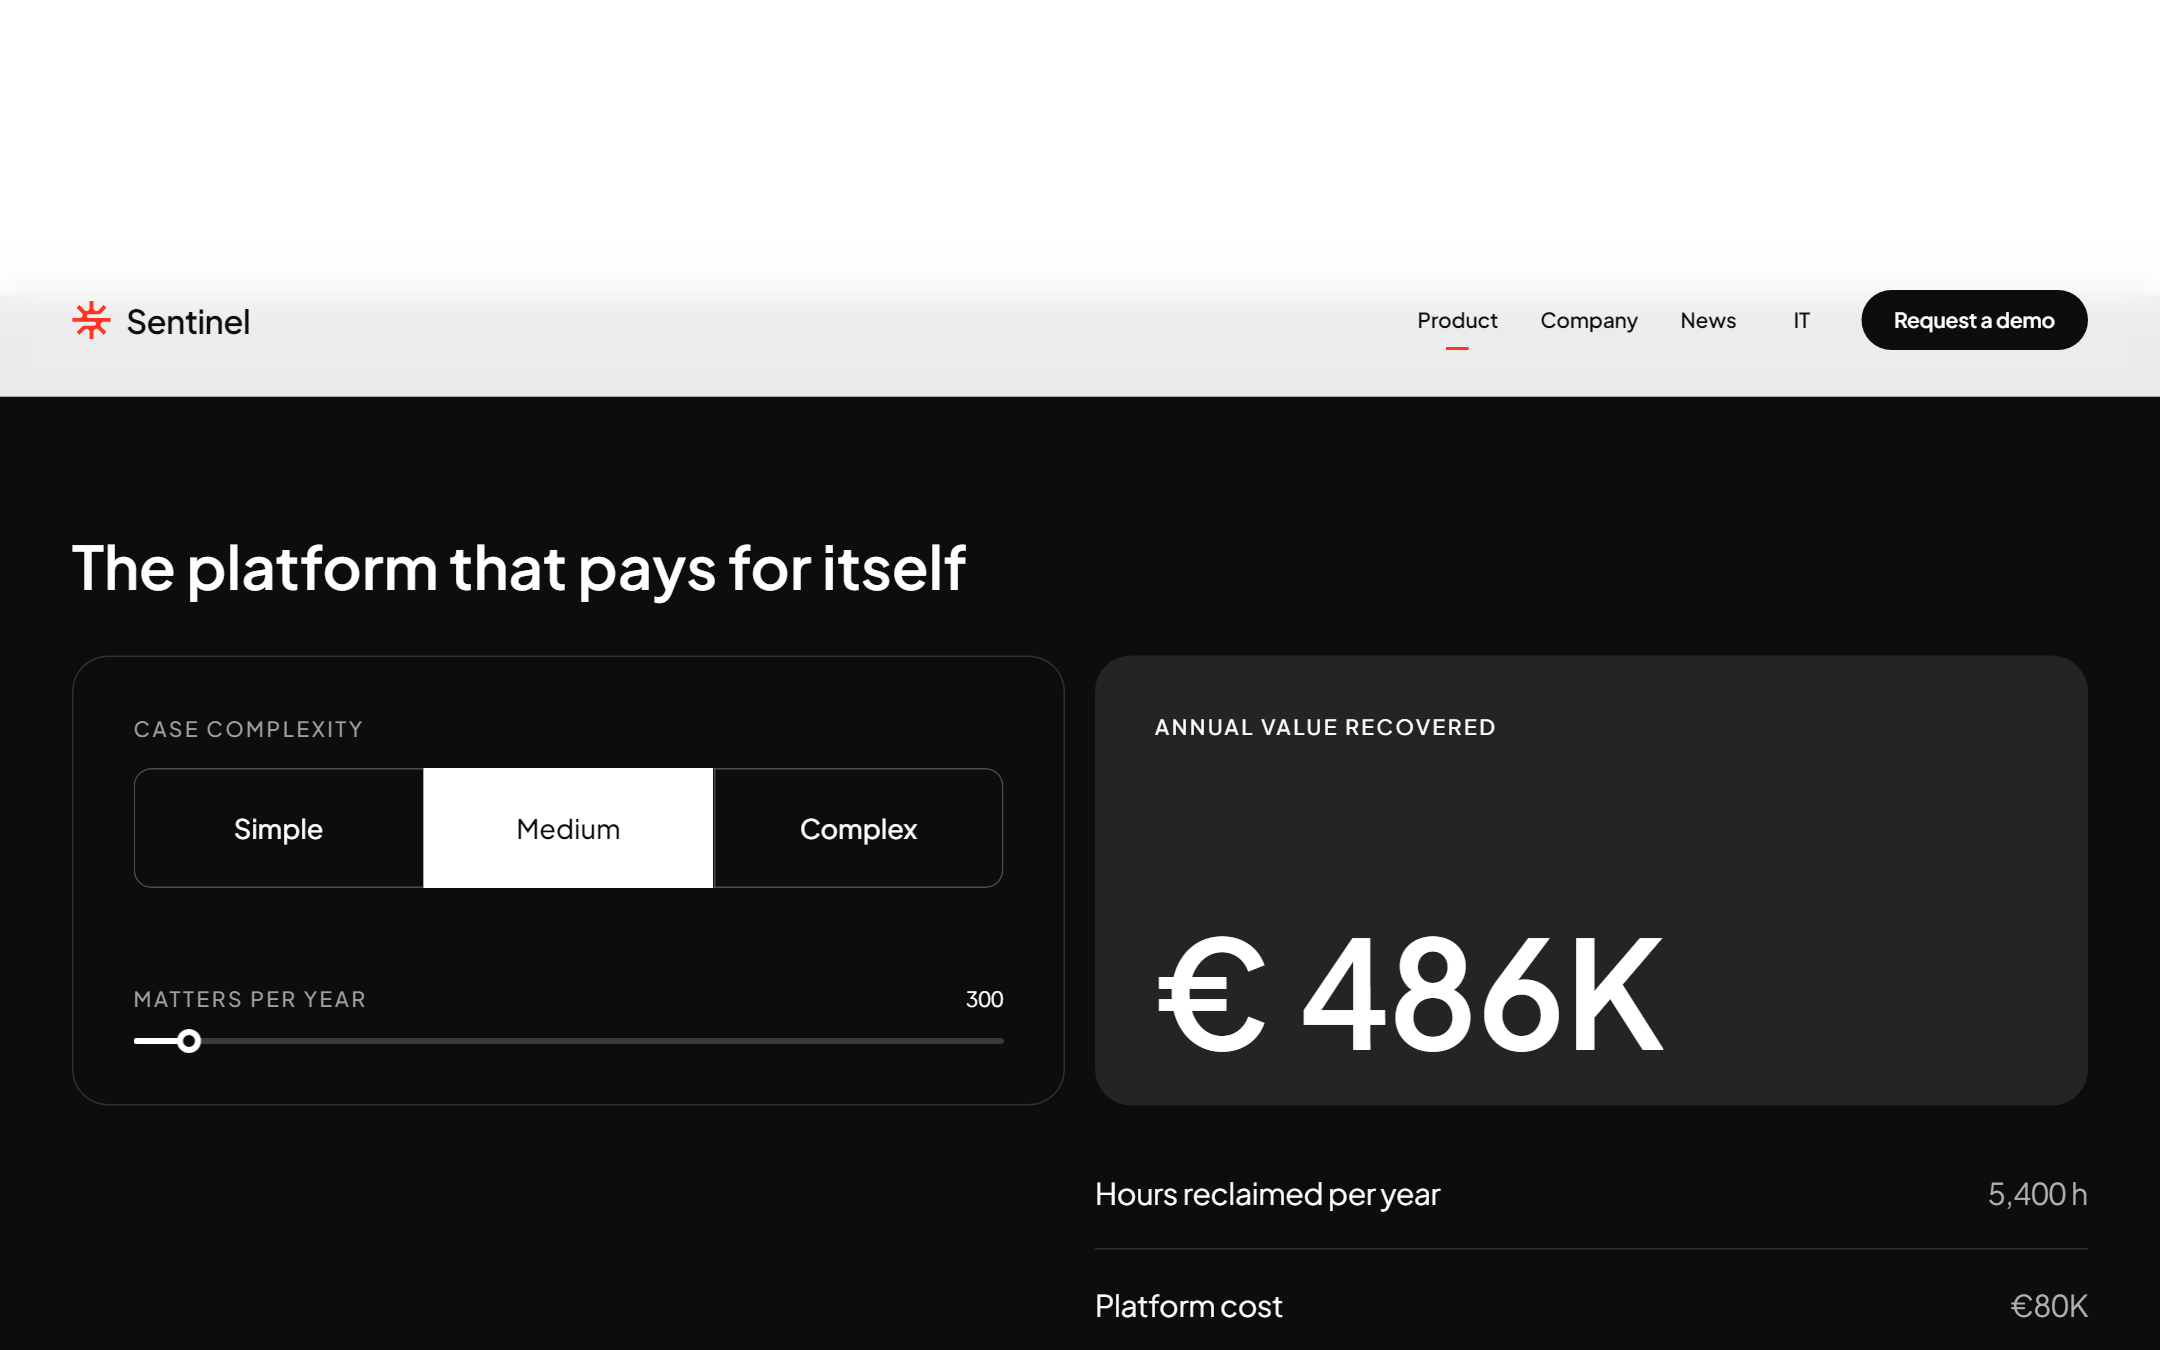 Sentinel
Product Company News IT Request a demo
The platform that pays for itself
CASE COMPLEXITY
Simple Medium Complex
MATTERS PER YEAR 300
ANNUAL VALUE RECOVERED
€ 486K
Hours reclaimed per year 5,400 h
Platform cost €80K